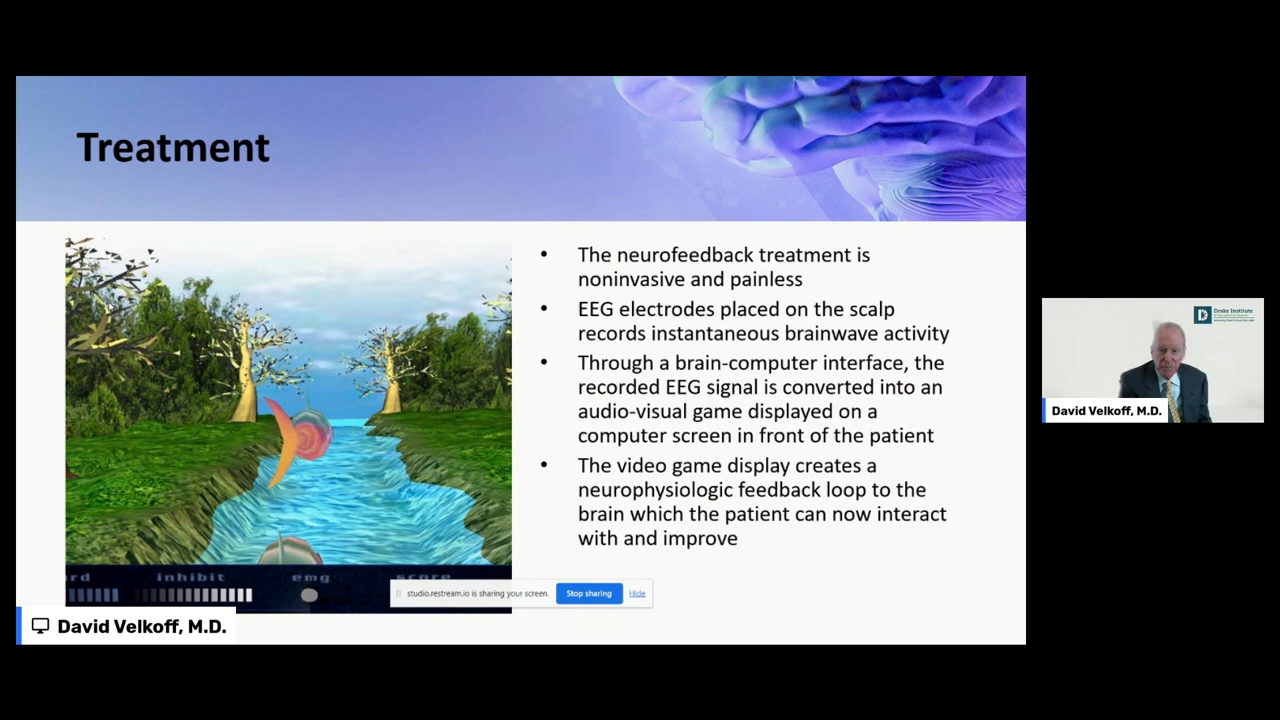 Treatment
• The neurofeedback treatment is
noninvasive and painless
• EEG electrodes placed on the scalp
records instantaneous brainwave activity
• Through a brain-computer interface, the
recorded EEG signal is converted into an
audio-visual game displayed on a
computer screen in front of the patient
• The video game display creates a
neurophysiologic feedback loop to the
brain which the patient can now interact
with and improve
rd inhibit emg score
studio.restream.io is sharing your screen. Stop sharing Hide
David Velkoff, M.D.
Drake Institute
David Velkoff, M.D.